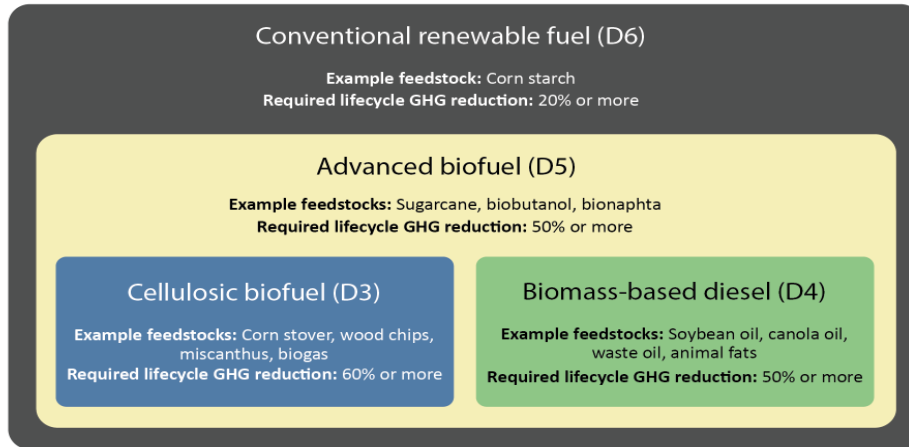 Conventional renewable fuel (D6)
Example feedstock: Corn starch
Required lifecycle GHG reduction: 20% or more
Advanced biofuel (D5)
Example feedstocks: Sugarcane, biobutanol, bionaphta
Required lifecycle GHG reduction: 50% or more
Cellulosic biofuel (D3)
Example feedstocks: Corn stover, wood chips,
miscanthus, biogas
Required lifecycle GHG reduction: 60% or more
Biomass-based diesel (D4)
Example feedstocks: Soybean oil, canola oil,
waste oil, animal fats
Required lifecycle GHG reduction: 50% or more